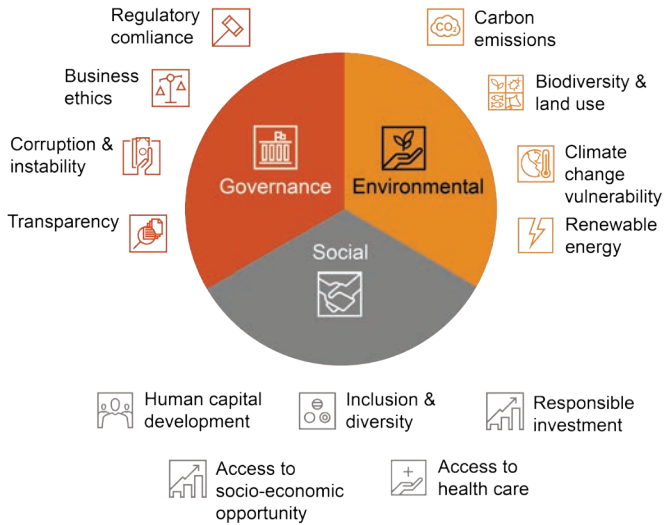 Regulatory
comliance
Carbon
emissions
Business
ethics
Biodiversity &
land use
Corruption &
instability
Climate
change
vulnerability
Transparency
Renewable
energy
CO₂
Governance
Environmental
Social
Human capital
development
Inclusion &
diversity
Responsible
investment
Access to
socio-economic
opportunity
Access to
health care